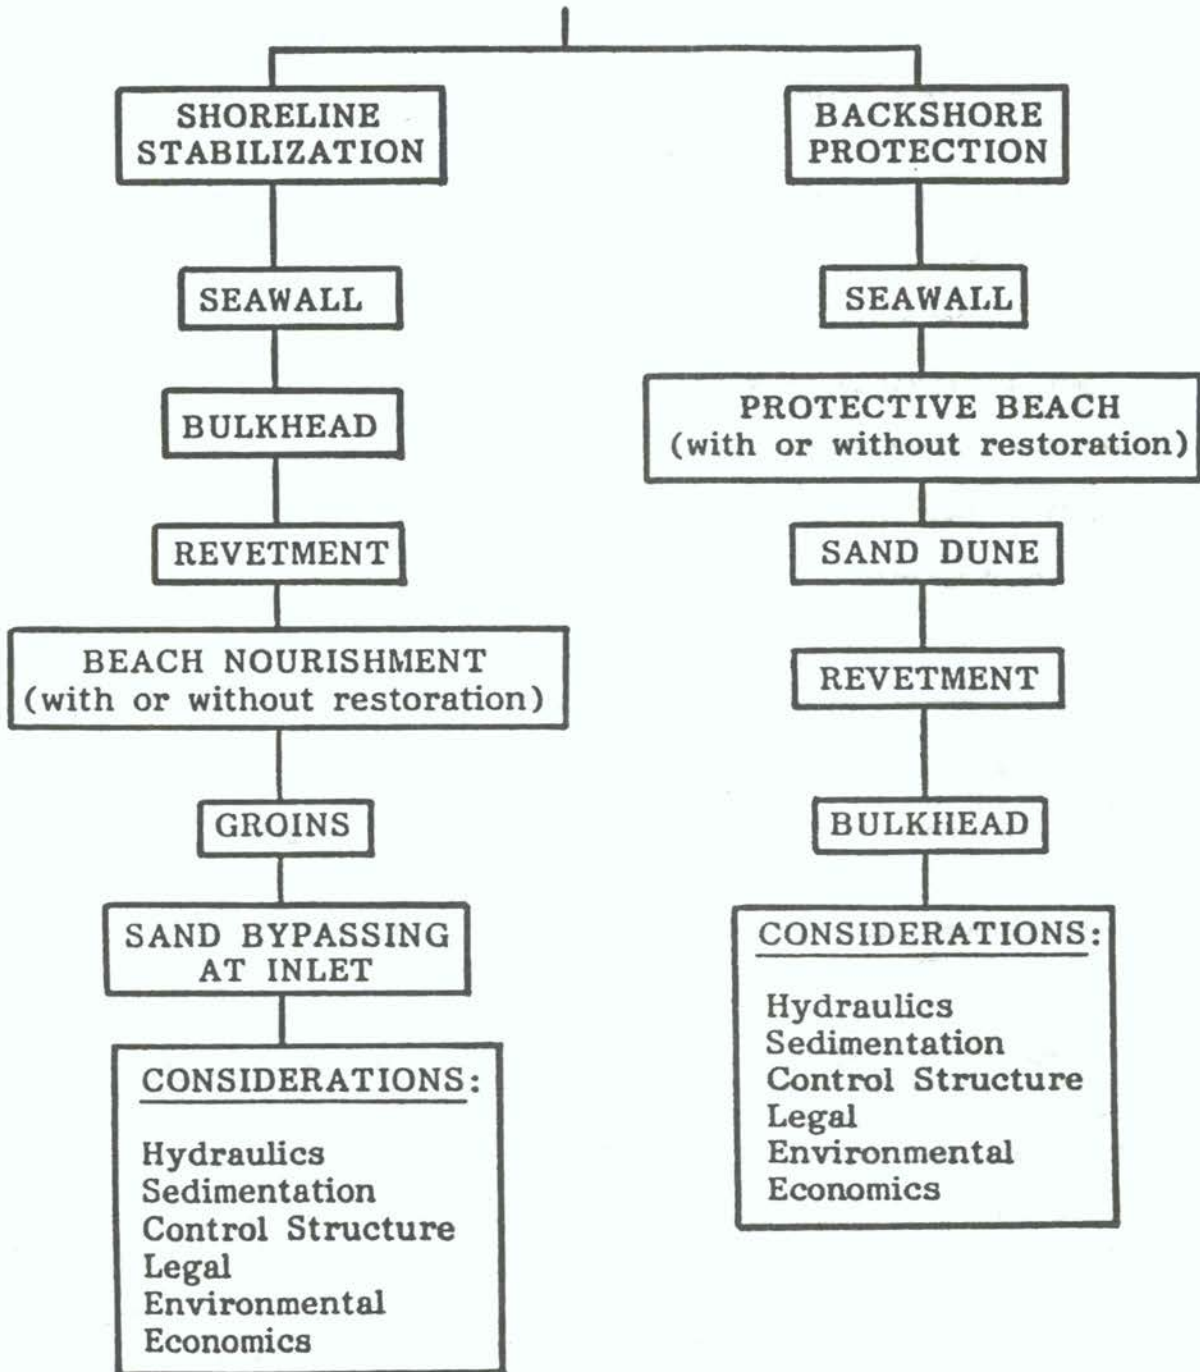 SHORELINE
STABILIZATION
SEAWALL
BULKHEAD
REVETMENT
BEACH NOURISHMENT
(with or without restoration)
GROINS
SAND BYPASSING
AT INLET
CONSIDERATIONS:
Hydraulics
Sedimentation
Control Structure
Legal
Environmental
Economics
BACKSHORE
PROTECTION
SEAWALL
PROTECTIVE BEACH
(with or without restoration)
SAND DUNE
REVETMENT
BULKHEAD
CONSIDERATIONS:
Hydraulics
Sedimentation
Control Structure
Legal
Environmental
Economics